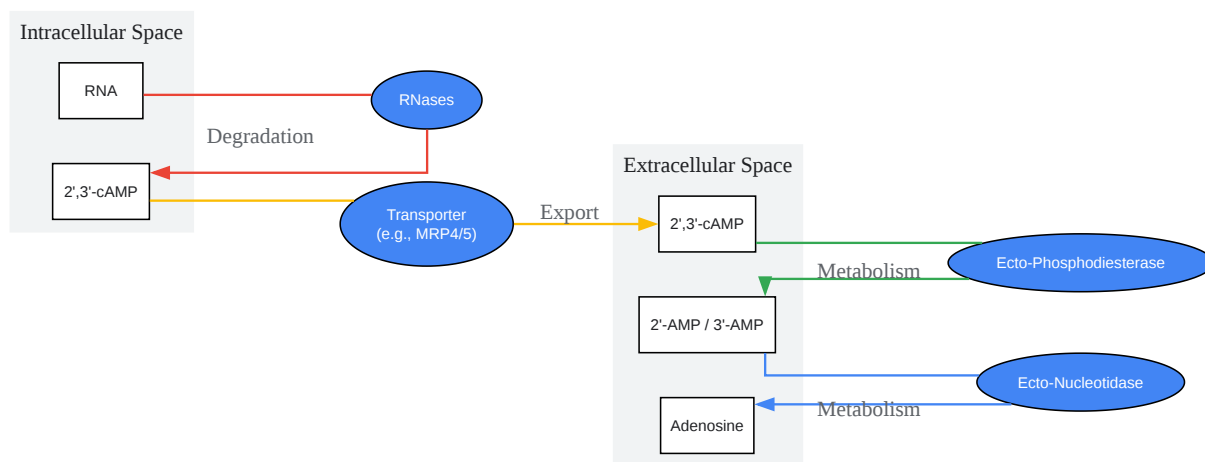 Intracellular Space
RNA
RNases
Degradation
2',3'-cAMP
Transporter
(e.g., MRP4/5)
Export
Extracellular Space
2',3'-cAMP
Ecto-Phosphodiesterase
Metabolism
2'-AMP / 3'-AMP
Ecto-Nucleotidase
Metabolism
Adenosine